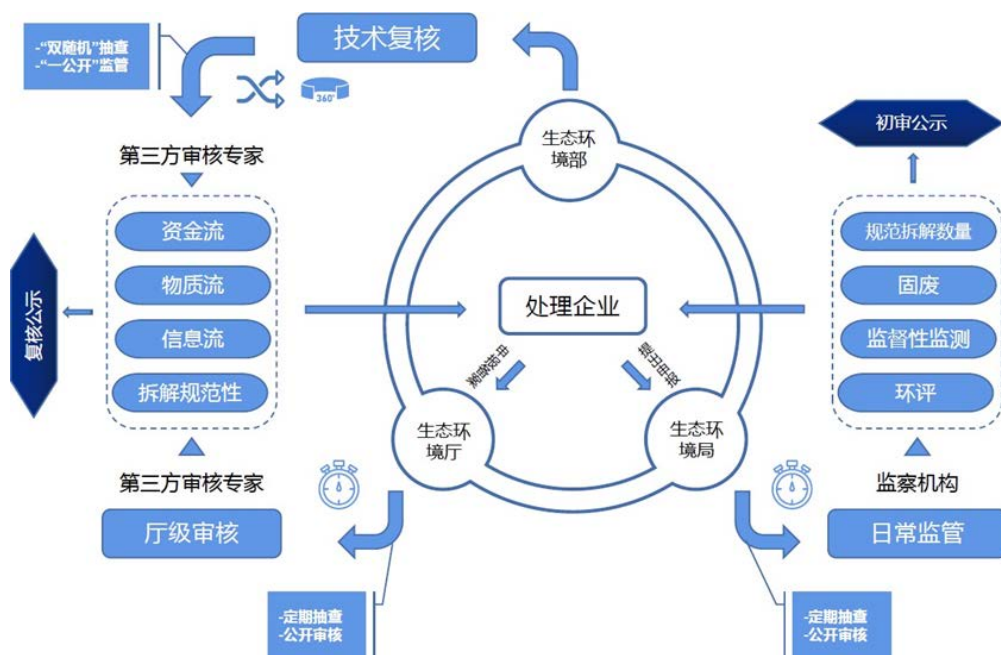 -“双随机”抽查
-“一公开”监管
技术复核
360°
第三方审核专家
资金流
物质流
信息流
拆解规范性
第三方审核专家
厅级审核
复核公示
生态环
境部
处理企业
提出申报
生态环
境厅
生态环
境局
初审公示
规范拆解数量
固废
监督性监测
环评
监察机构
日常监管
-定期抽查
-公开审核
-定期抽查
-公开审核